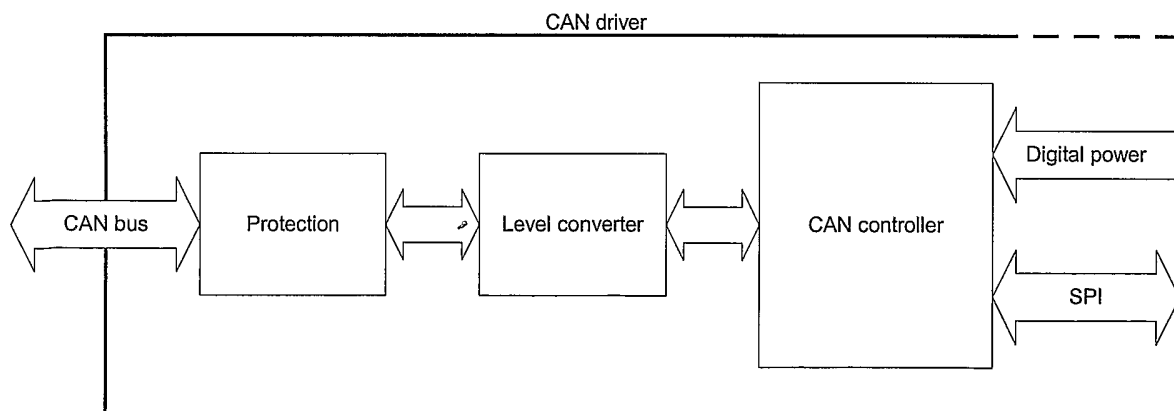 CAN driver
CAN bus
Protection
Level converter
CAN controller
Digital power
SPI